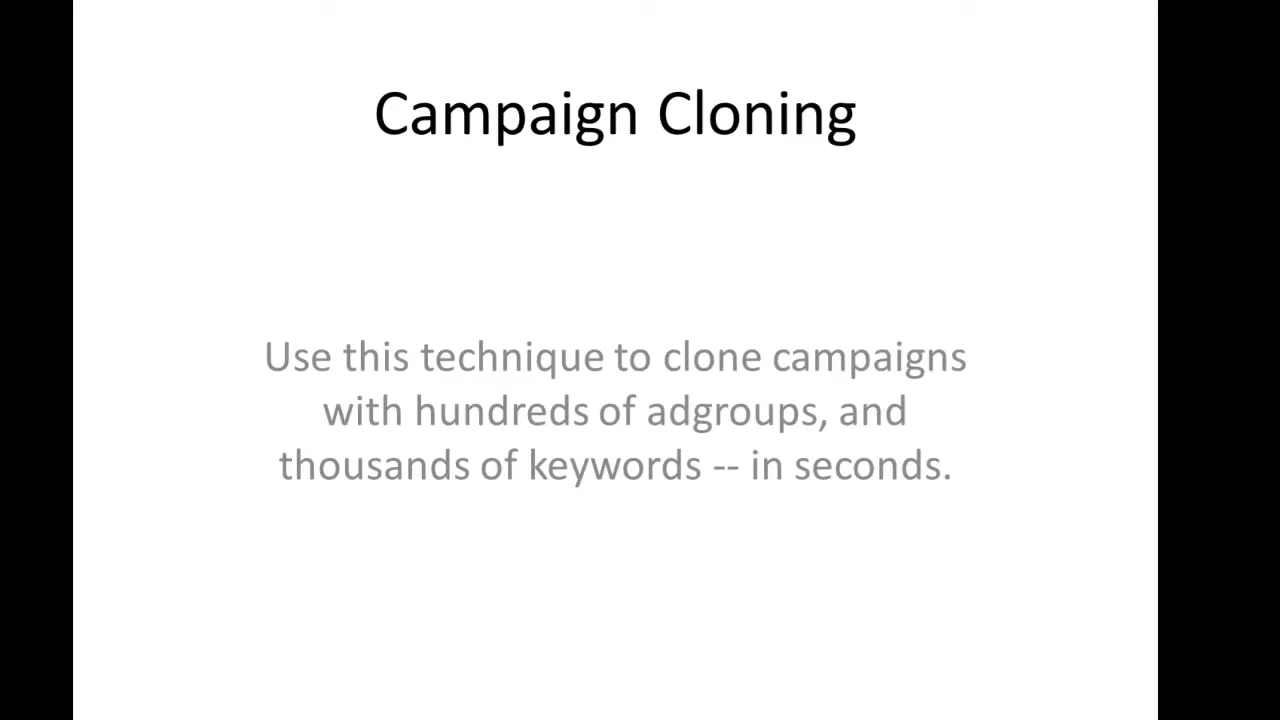 Campaign Cloning
Use this technique to clone campaigns
with hundreds of adgroups, and
thousands of keywords -- in seconds.